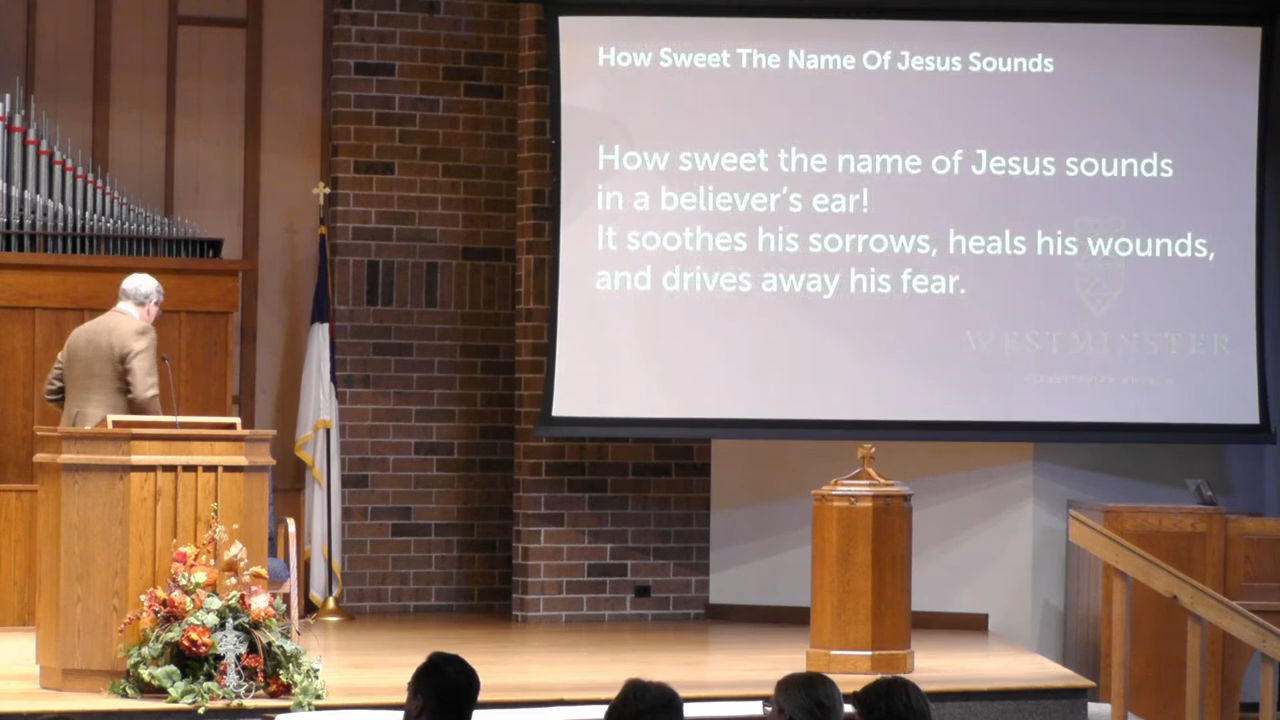 How Sweet The Name Of Jesus Sounds
How sweet the name of Jesus sounds
in a believer's ear!
It soothes his sorrows, heals his wounds,
and drives away his fear.
WESTMINSTER